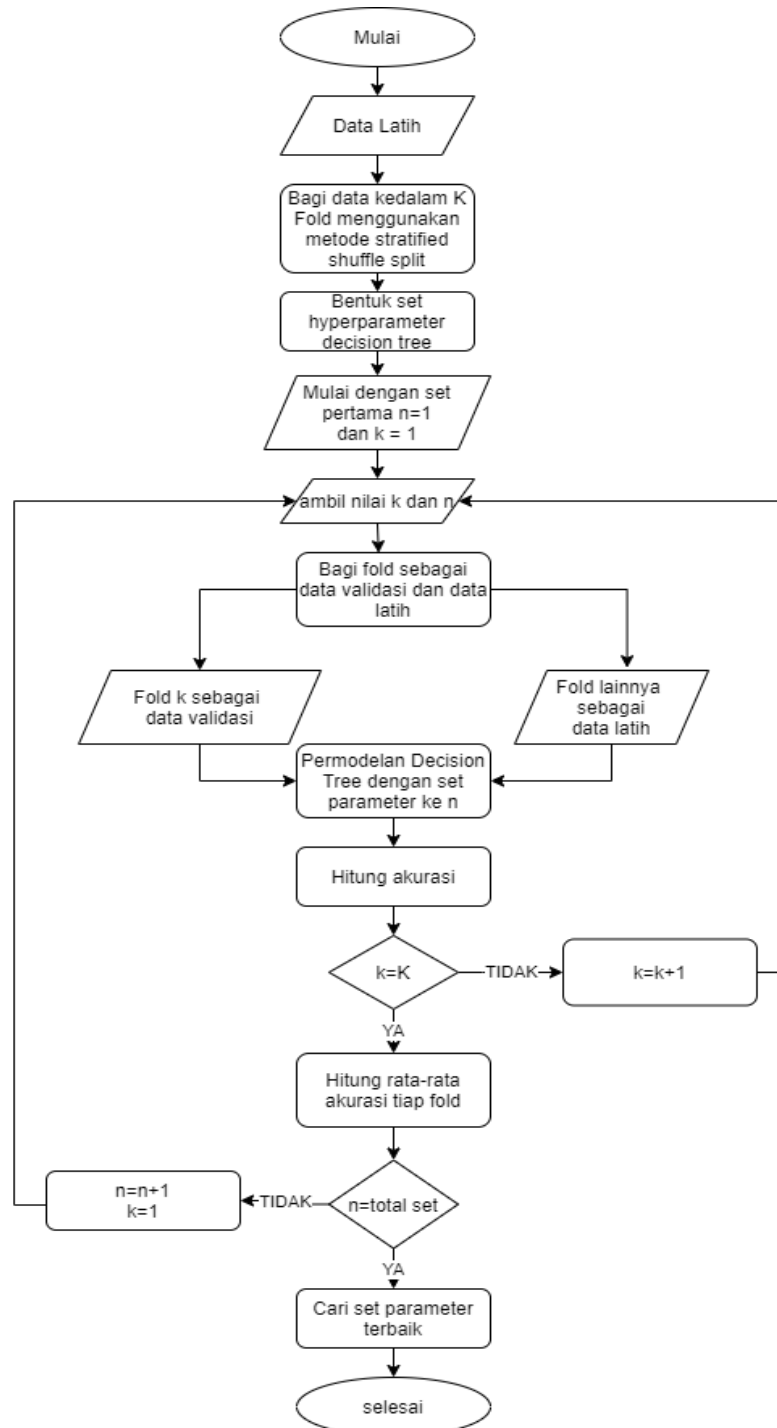 Mulai
Data Latih
Bagi data kedalam K
Fold menggunakan
metode stratified
shuffle split
Bentuk set
hyperparameter
decision tree
Mulai dengan set
pertama n=1
dan k = 1
ambil nilai k dan n
Bagi fold sebagai
data validasi dan data
latih
Fold k sebagai
data validasi
Fold lainnya
sebagai
data latih
Permodelan Decision
Tree dengan set
parameter ke n
Hitung akurasi
k=K
TIDAK
k=k+1
YA
Hitung rata-rata
akurasi tiap fold
n=n+1
k=1
TIDAK
n=total set
YA
Cari set parameter
terbaik
selesai